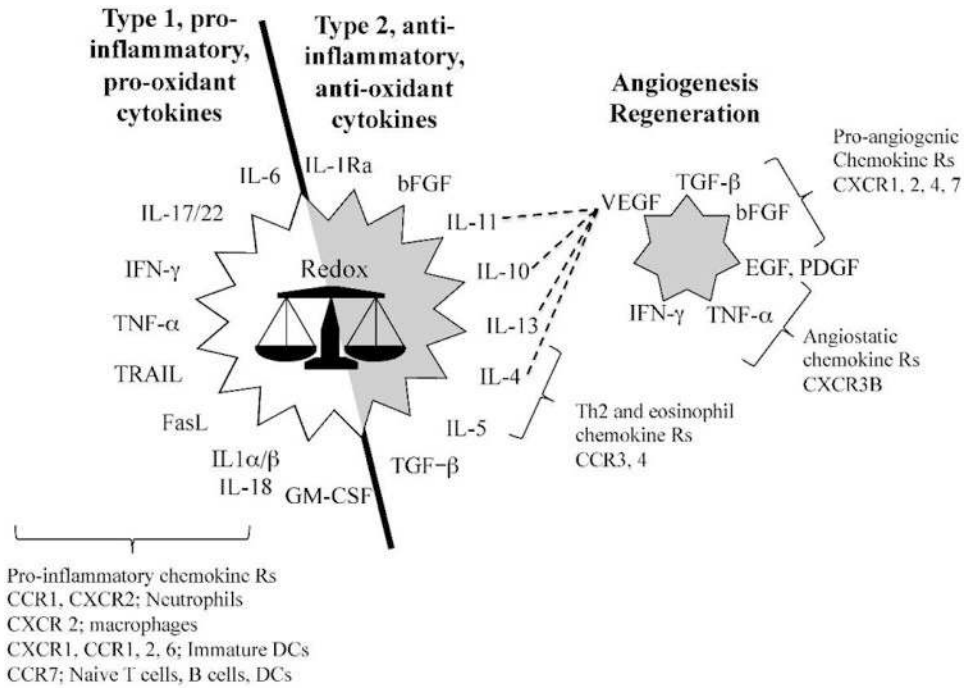 Type 1, pro-
inflammatory,
pro-oxidant
cytokines
Type 2, anti-
inflammatory,
anti-oxidant
cytokines
Angiogenesis
Regeneration
IL-6
IL-17/22
IFN-γ
TNF-α
TRAIL
FasL
IL1α/β
IL-18
GM-CSF
Redox
IL-1Ra
bFGF
IL-11
IL-10
IL-13
IL-4
IL-5
TGF-β
VEGF
TGF-β
bFGF
EGF, PDGF
TNF-α
IFN-γ
Pro-angiogenic
Chemokine Rs
CXCR1, 2, 4, 7
Angiostatic
chemokine Rs
CXCR3B
Th2 and eosinophil
chemokine Rs
CCR3, 4
Pro-inflammatory chemokine Rs
CCR1, CXCR2; Neutrophils
CXCR 2; macrophages
CXCR1, CCR1, 2, 6; Immature DCs
CCR7; Naive T cells, B cells, DCs